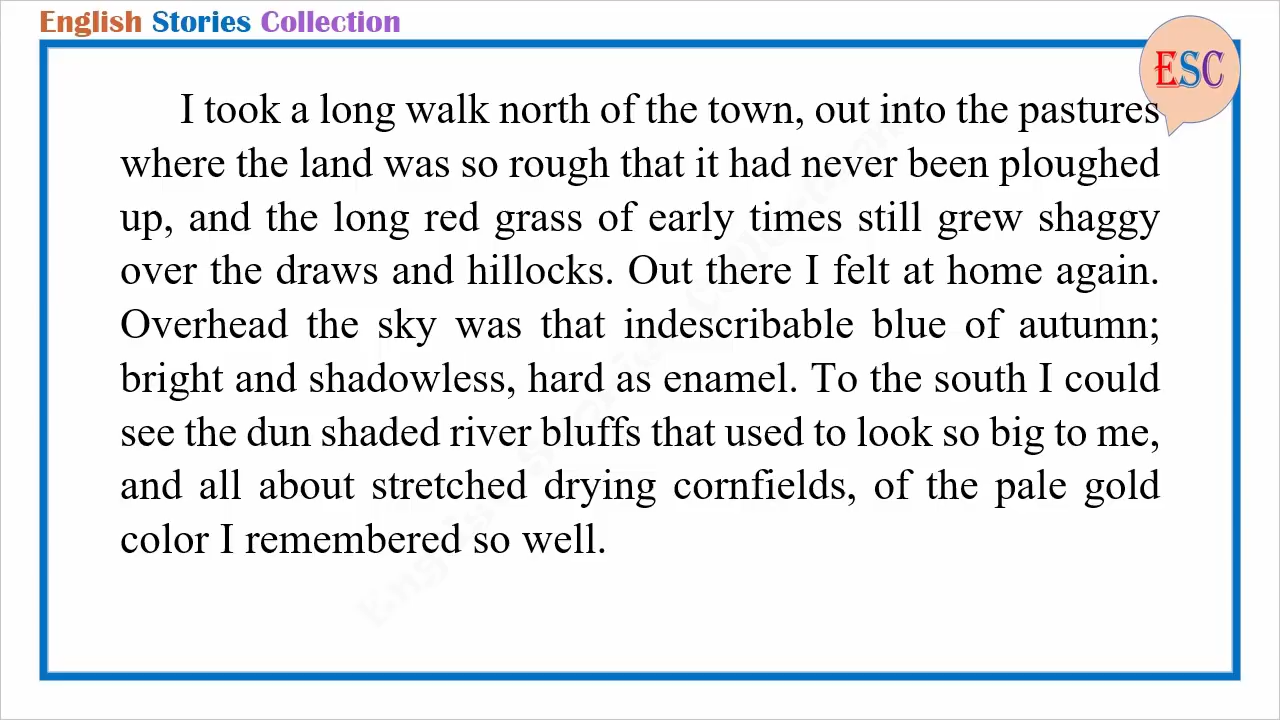 English Stories Collection
ESC
I took a long walk north of the town, out into the pastures
where the land was so rough that it had never been ploughed
up, and the long red grass of early times still grew shaggy
over the draws and hillocks. Out there I felt at home again.
Overhead the sky was that indescribable blue of autumn;
bright and shadowless, hard as enamel. To the south I could
see the dun shaded river bluffs that used to look so big to me,
and all about stretched drying cornfields, of the pale gold
color I remembered so well.
English Stories Collection